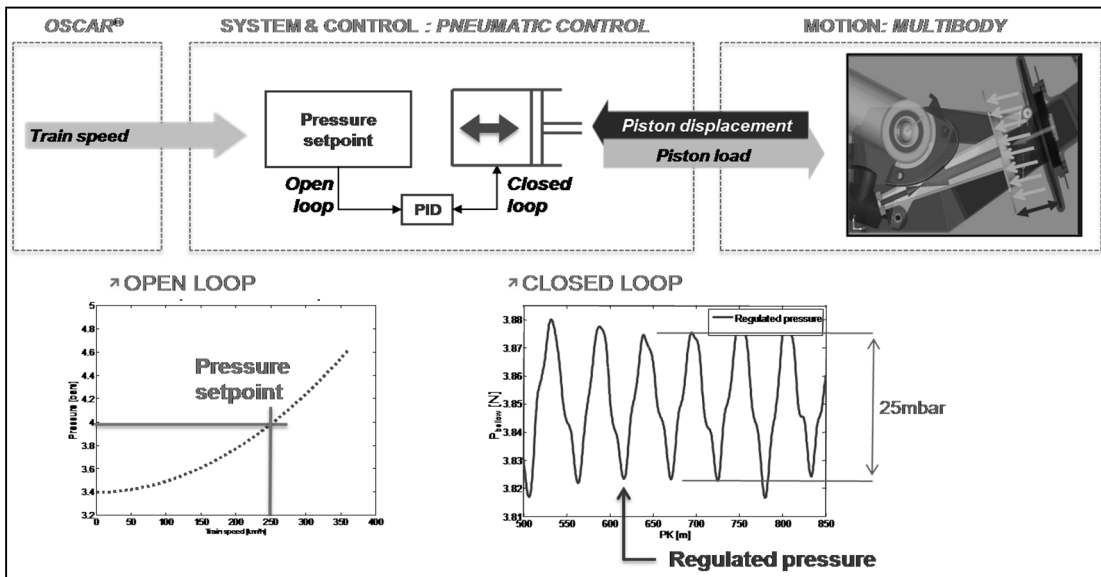 OSCAR®
SYSTEM & CONTROL : PNEUMATIC CONTROL
MOTION: MULTIBODY
Train speed
Pressure
setpoint
Open
loop
PID
Closed
loop
Piston displacement
Piston load
↗ OPEN LOOP
5
4.8
4.6
4.4
4.2
4
3.8
3.6
3.4
3.2
Pressure [bars]
Pressure
setpoint
0 50 100 150 200 250 300 350 400
Train speed [km/h]
↗ CLOSED LOOP
3.88
3.87
3.86
3.85
3.84
3.83
3.82
3.81
P bellow [N]
Regulated pressure
25mbar
500 550 600 650 700 750 800 850
PK [m]
Regulated pressure